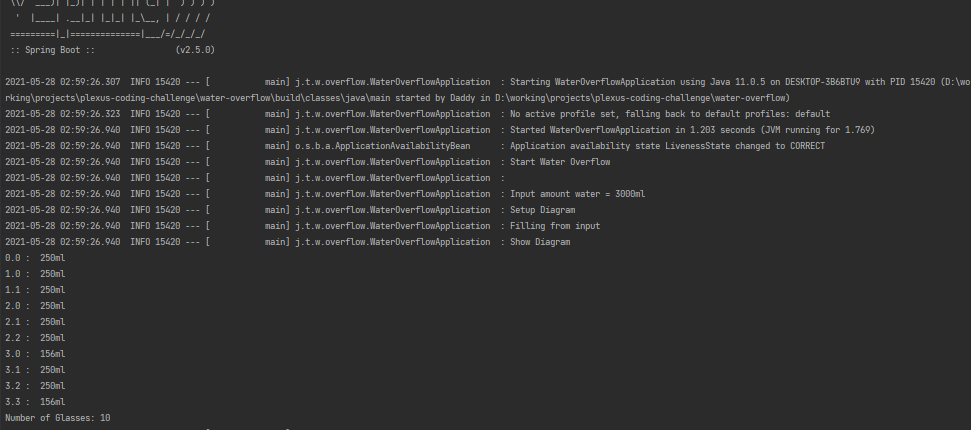 \\/  ___)| |_)| | | | | || (_| |  ) ) ) )
  '  |____| .__|_| |_|_| |_\__, | / / / /
 =========|_|==============|___/=/_/_/_/
 :: Spring Boot ::                (v2.5.0)
2021-05-28 02:59:26.307  INFO 15420 --- [           main] j.t.w.overflow.WaterOverflowApplication  : Starting WaterOverflowApplication using Java 11.0.5 on DESKTOP-3B6BTU9 with PID 15420 (D:\wo
rking\projects\plexus-coding-challenge\water-overflow\build\classes\java\main started by Daddy in D:\working\projects\plexus-coding-challenge\water-overflow)
2021-05-28 02:59:26.323  INFO 15420 --- [           main] j.t.w.overflow.WaterOverflowApplication  : No active profile set, falling back to default profiles: default
2021-05-28 02:59:26.940  INFO 15420 --- [           main] j.t.w.overflow.WaterOverflowApplication  : Started WaterOverflowApplication in 1.203 seconds (JVM running for 1.769)
2021-05-28 02:59:26.940  INFO 15420 --- [           main] o.s.b.a.ApplicationAvailabilityBean      : Application availability state LivenessState changed to CORRECT
2021-05-28 02:59:26.940  INFO 15420 --- [           main] j.t.w.overflow.WaterOverflowApplication  : Start Water Overflow
2021-05-28 02:59:26.940  INFO 15420 --- [           main] j.t.w.overflow.WaterOverflowApplication  :
2021-05-28 02:59:26.940  INFO 15420 --- [           main] j.t.w.overflow.WaterOverflowApplication  : Input amount water = 3000ml
2021-05-28 02:59:26.940  INFO 15420 --- [           main] j.t.w.overflow.WaterOverflowApplication  : Setup Diagram
2021-05-28 02:59:26.940  INFO 15420 --- [           main] j.t.w.overflow.WaterOverflowApplication  : Filling from input
2021-05-28 02:59:26.940  INFO 15420 --- [           main] j.t.w.overflow.WaterOverflowApplication  : Show Diagram
0.0 :  250ml
1.0 :  250ml
1.1 :  250ml
2.0 :  250ml
2.1 :  250ml
2.2 :  250ml
3.0 :  156ml
3.1 :  250ml
3.2 :  250ml
3.3 :  156ml
Number of Glasses: 10